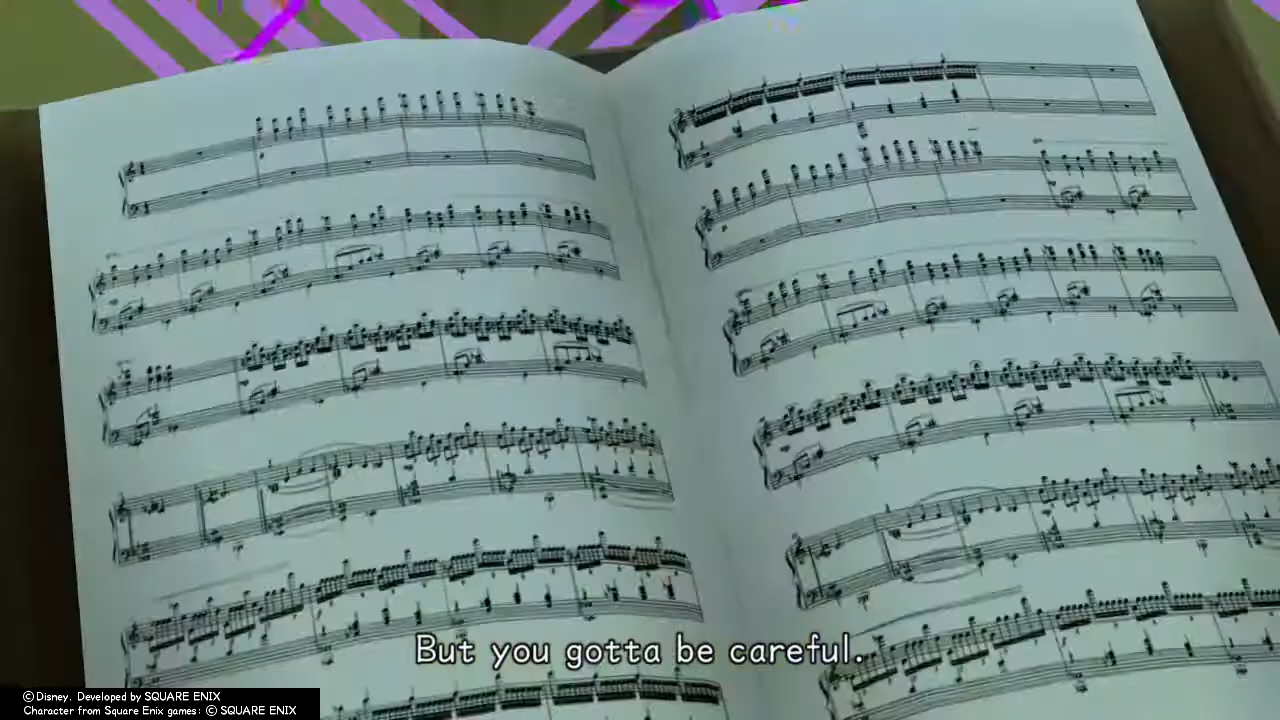 But you gotta be careful.
© Disney. Developed by SQUARE ENIX
Character from Square Enix games: © SQUARE ENIX